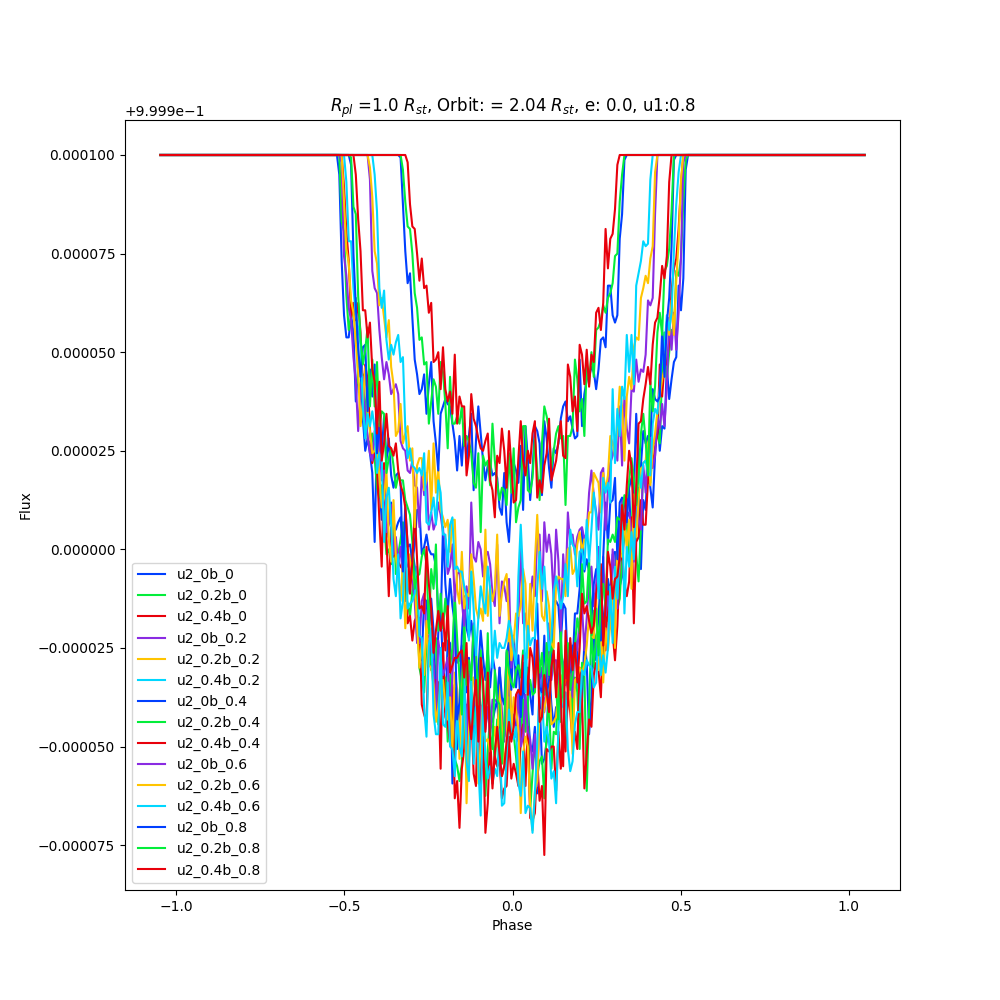 R_pl =1.0 R_st, Orbit: = 2.04 R_st, e: 0.0, u1:0.8
+9.999e−1
0.000100
0.000075
0.000050
0.000025
0.000000
−0.000025
−0.000050
−0.000075
Flux
u2_0b_0
u2_0.2b_0
u2_0.4b_0
u2_0b_0.2
u2_0.2b_0.2
u2_0.4b_0.2
u2_0b_0.4
u2_0.2b_0.4
u2_0.4b_0.4
u2_0b_0.6
u2_0.2b_0.6
u2_0.4b_0.6
u2_0b_0.8
u2_0.2b_0.8
u2_0.4b_0.8
−1.0 −0.5 0.0 0.5 1.0
Phase